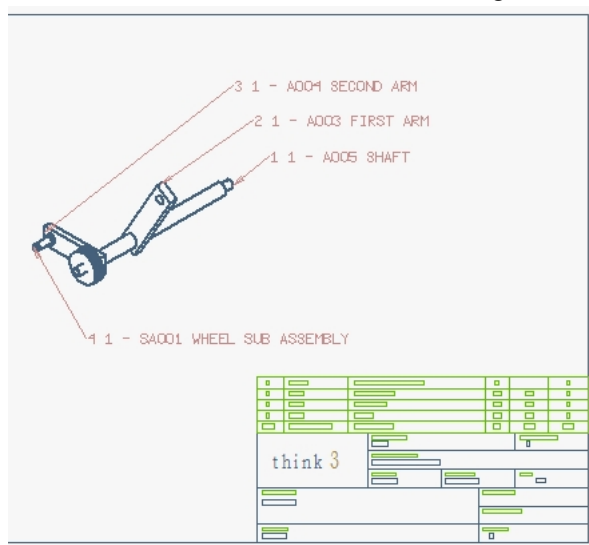 3 1 - A004 SECOND ARM
2 1 - A003 FIRST ARM
1 1 - A005 SHAFT
4 1 - SA001 WHEEL SUB ASSEMBLY
think 3